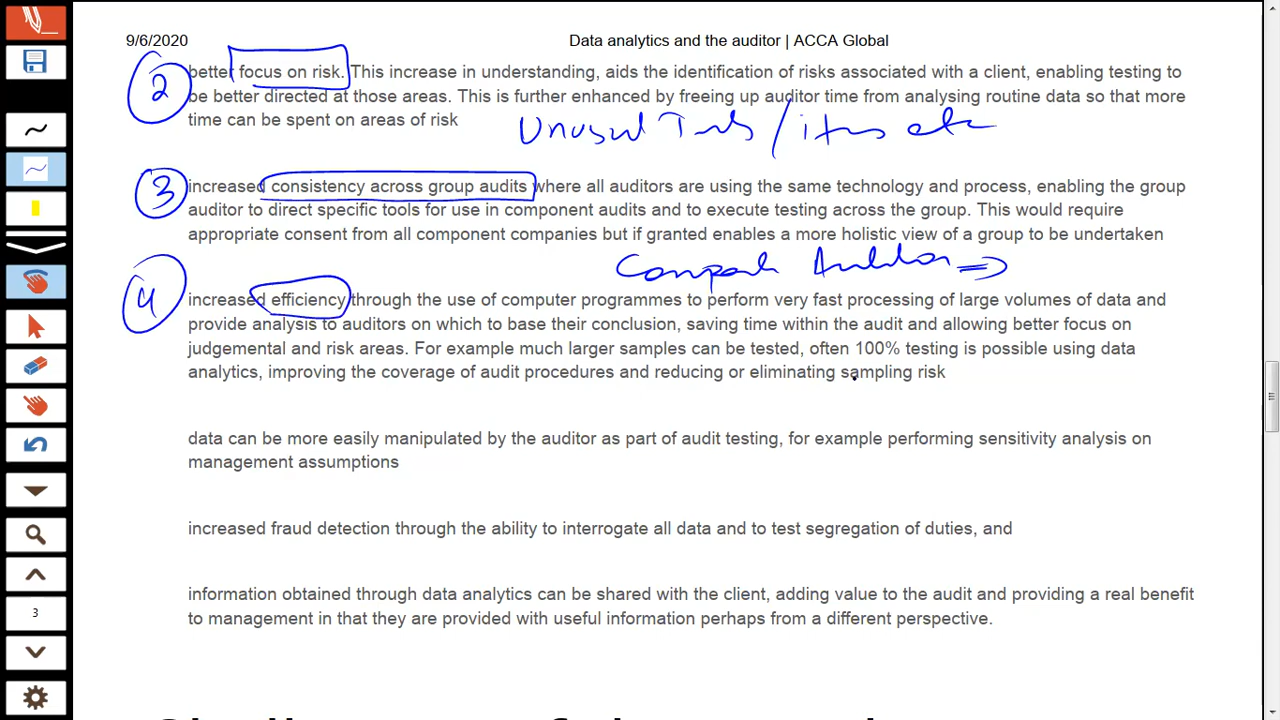 9/6/2020 Data analytics and the auditor | ACCA Global
2 better focus on risk. This increase in understanding, aids the identification of risks associated with a client, enabling testing to
be better directed at those areas. This is further enhanced by freeing up auditor time from analysing routine data so that more
time can be spent on areas of risk
Unusual / items etc
3 increased consistency across group audits where all auditors are using the same technology and process, enabling the group
auditor to direct specific tools for use in component audits and to execute testing across the group. This would require
appropriate consent from all component companies but if granted enables a more holistic view of a group to be undertaken
Auditor ⇒
4 increased efficiency through the use of computer programmes to perform very fast processing of large volumes of data and
provide analysis to auditors on which to base their conclusion, saving time within the audit and allowing better focus on
judgemental and risk areas. For example much larger samples can be tested, often 100% testing is possible using data
analytics, improving the coverage of audit procedures and reducing or eliminating sampling risk
data can be more easily manipulated by the auditor as part of audit testing, for example performing sensitivity analysis on
management assumptions
increased fraud detection through the ability to interrogate all data and to test segregation of duties, and
information obtained through data analytics can be shared with the client, adding value to the audit and providing a real benefit
to management in that they are provided with useful information perhaps from a different perspective.
3